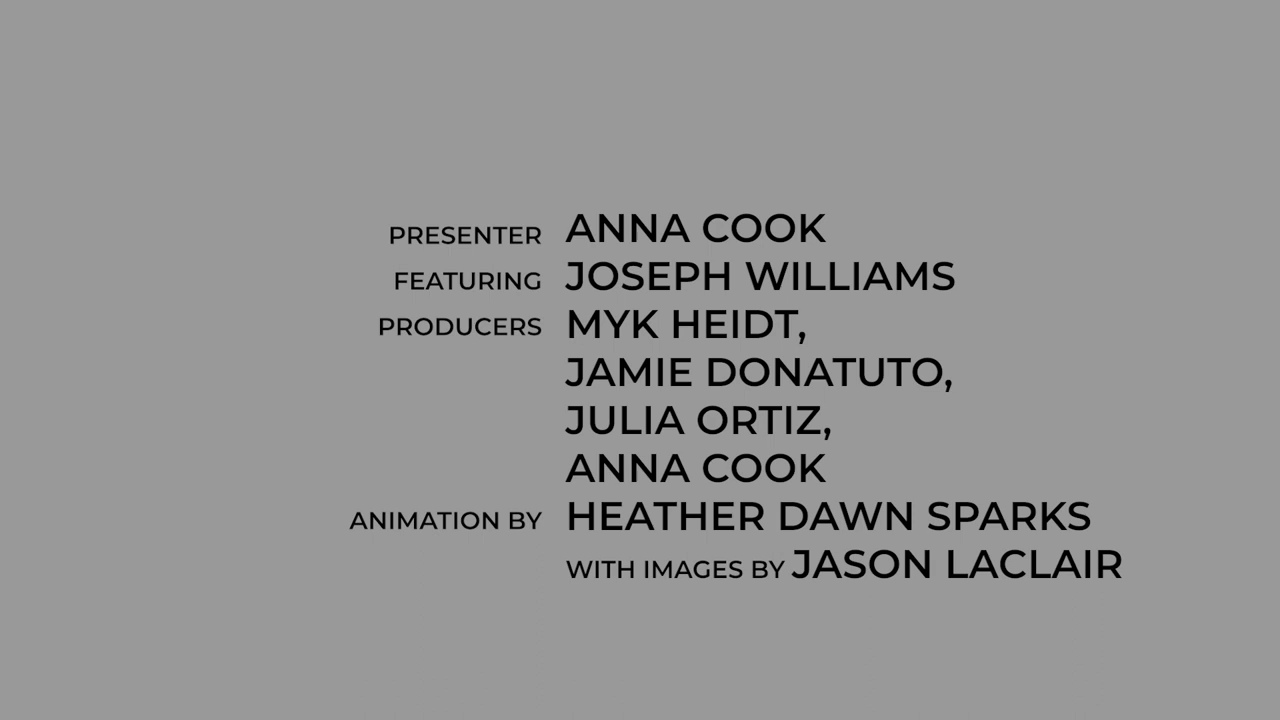 PRESENTER ANNA COOK
FEATURING JOSEPH WILLIAMS
PRODUCERS MYK HEIDT,
JAMIE DONATUTO,
JULIA ORTIZ,
ANNA COOK
ANIMATION BY HEATHER DAWN SPARKS
WITH IMAGES BY JASON LACLAIR